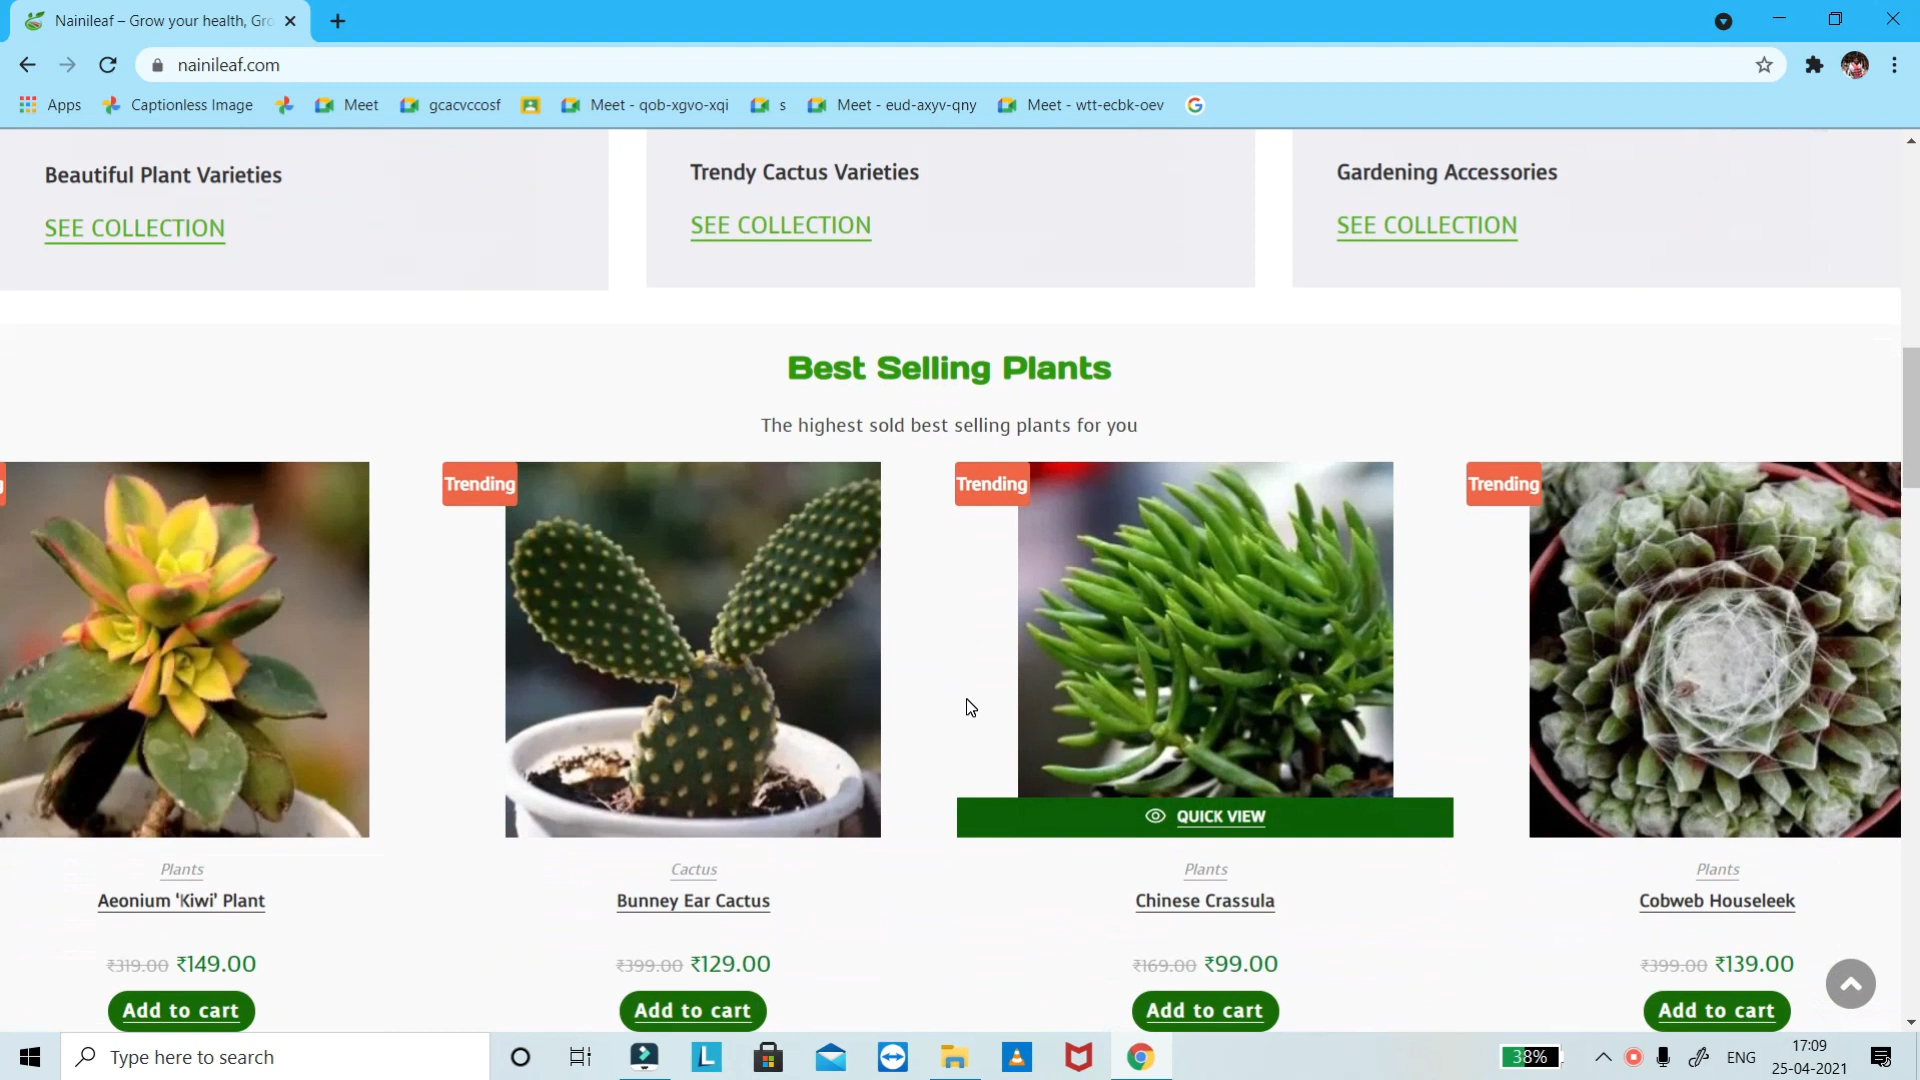 Nainileaf – Grow your health, Gro
nainileaf.com
Apps
Captionless Image
Meet
gcacvccosf
Meet - qob-xgvo-xqi
s
Meet - eud-axyv-qny
Meet - wtt-ecbk-oev
Beautiful Plant Varieties
SEE COLLECTION
Trendy Cactus Varieties
SEE COLLECTION
Gardening Accessories
SEE COLLECTION
Best Selling Plants
The highest sold best selling plants for you
g
Trending
Trending
Trending
QUICK VIEW
Plants
Aeonium 'Kiwi' Plant
₹319.00 ₹149.00
Add to cart
Cactus
Bunney Ear Cactus
₹399.00 ₹129.00
Add to cart
Plants
Chinese Crassula
₹169.00 ₹99.00
Add to cart
Plants
Cobweb Houseleek
₹399.00 ₹139.00
Add to cart
Type here to search
L
38%
ENG
17:09
25-04-2021